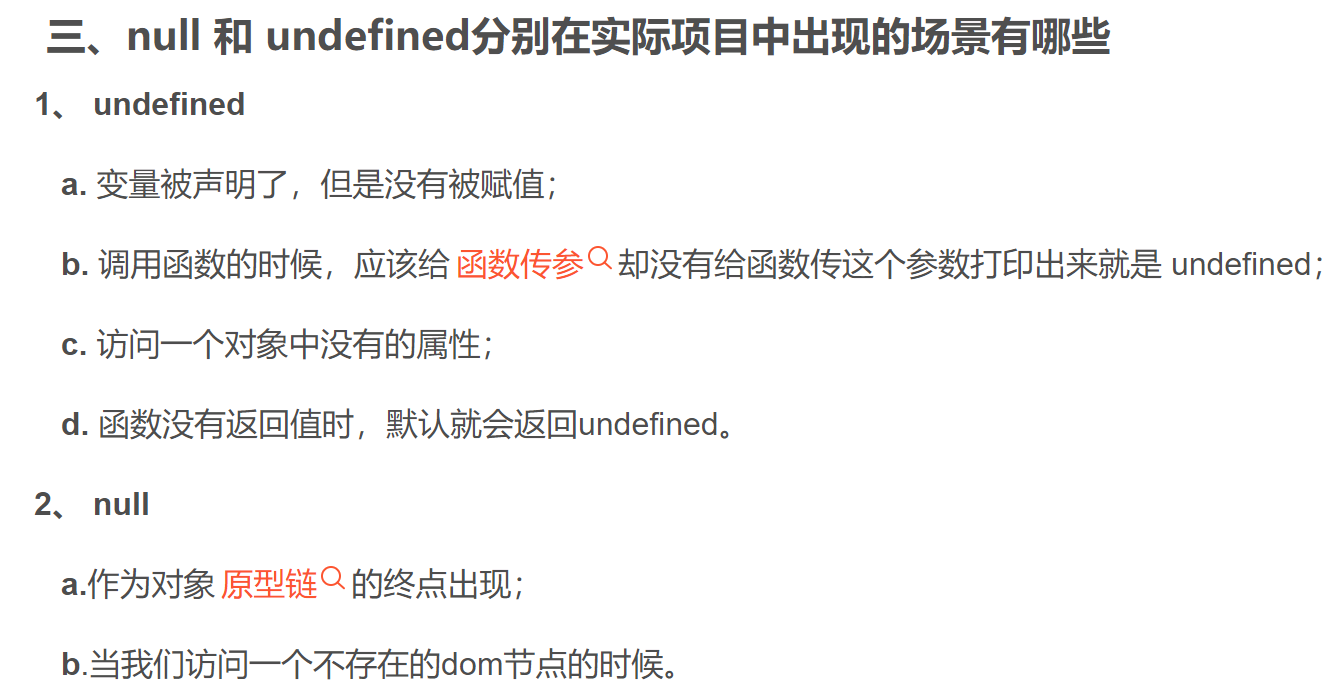 三、null 和 undefined分别在实际项目中出现的场景有哪些
1、 undefined
a. 变量被声明了，但是没有被赋值；
b. 调用函数的时候，应该给 函数传参 却没有给函数传这个参数打印出来就是 undefined；
c. 访问一个对象中没有的属性；
d. 函数没有返回值时，默认就会返回undefined。
2、 null
a.作为对象 原型链 的终点出现；
b.当我们访问一个不存在的dom节点的时候。